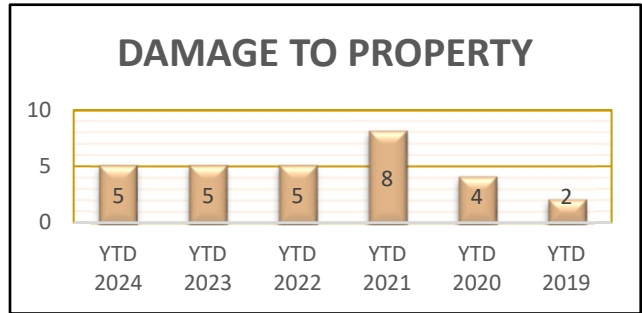 DAMAGE TO PROPERTY
10
5
0
5 5 5 8 4 2
YTD YTD YTD YTD YTD YTD
2024 2023 2022 2021 2020 2019